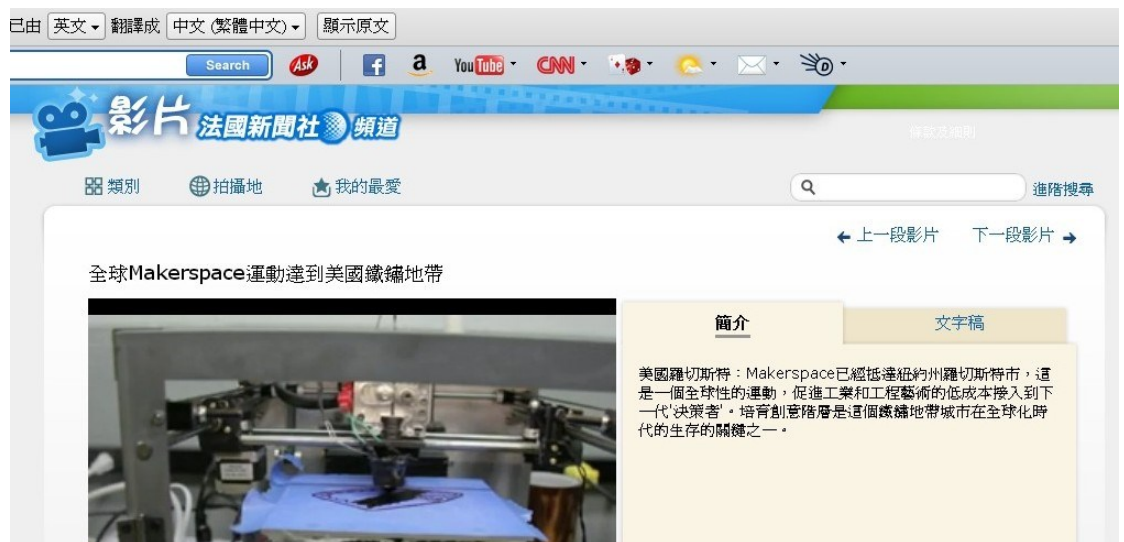 已由 英文 翻譯成 中文 (繁體中文) 顯示原文
Search Ask f a YouTube CNN
影片 法國新聞社 頻道
條款及細則
類別 拍攝地 我的最愛 進階搜尋
上一段影片 下一段影片
全球Makerspace運動達到美國鐵鏽地帶
簡介 文字稿
美國羅切斯特：Makerspace已經抵達紐約州羅切斯特市，這
是一個全球性的運動，促進工業和工程藝術的低成本接入到下
一代'決策者'。培育創意階層是這個鐵鏽地帶城市在全球化時
代的生存的關鍵之一。